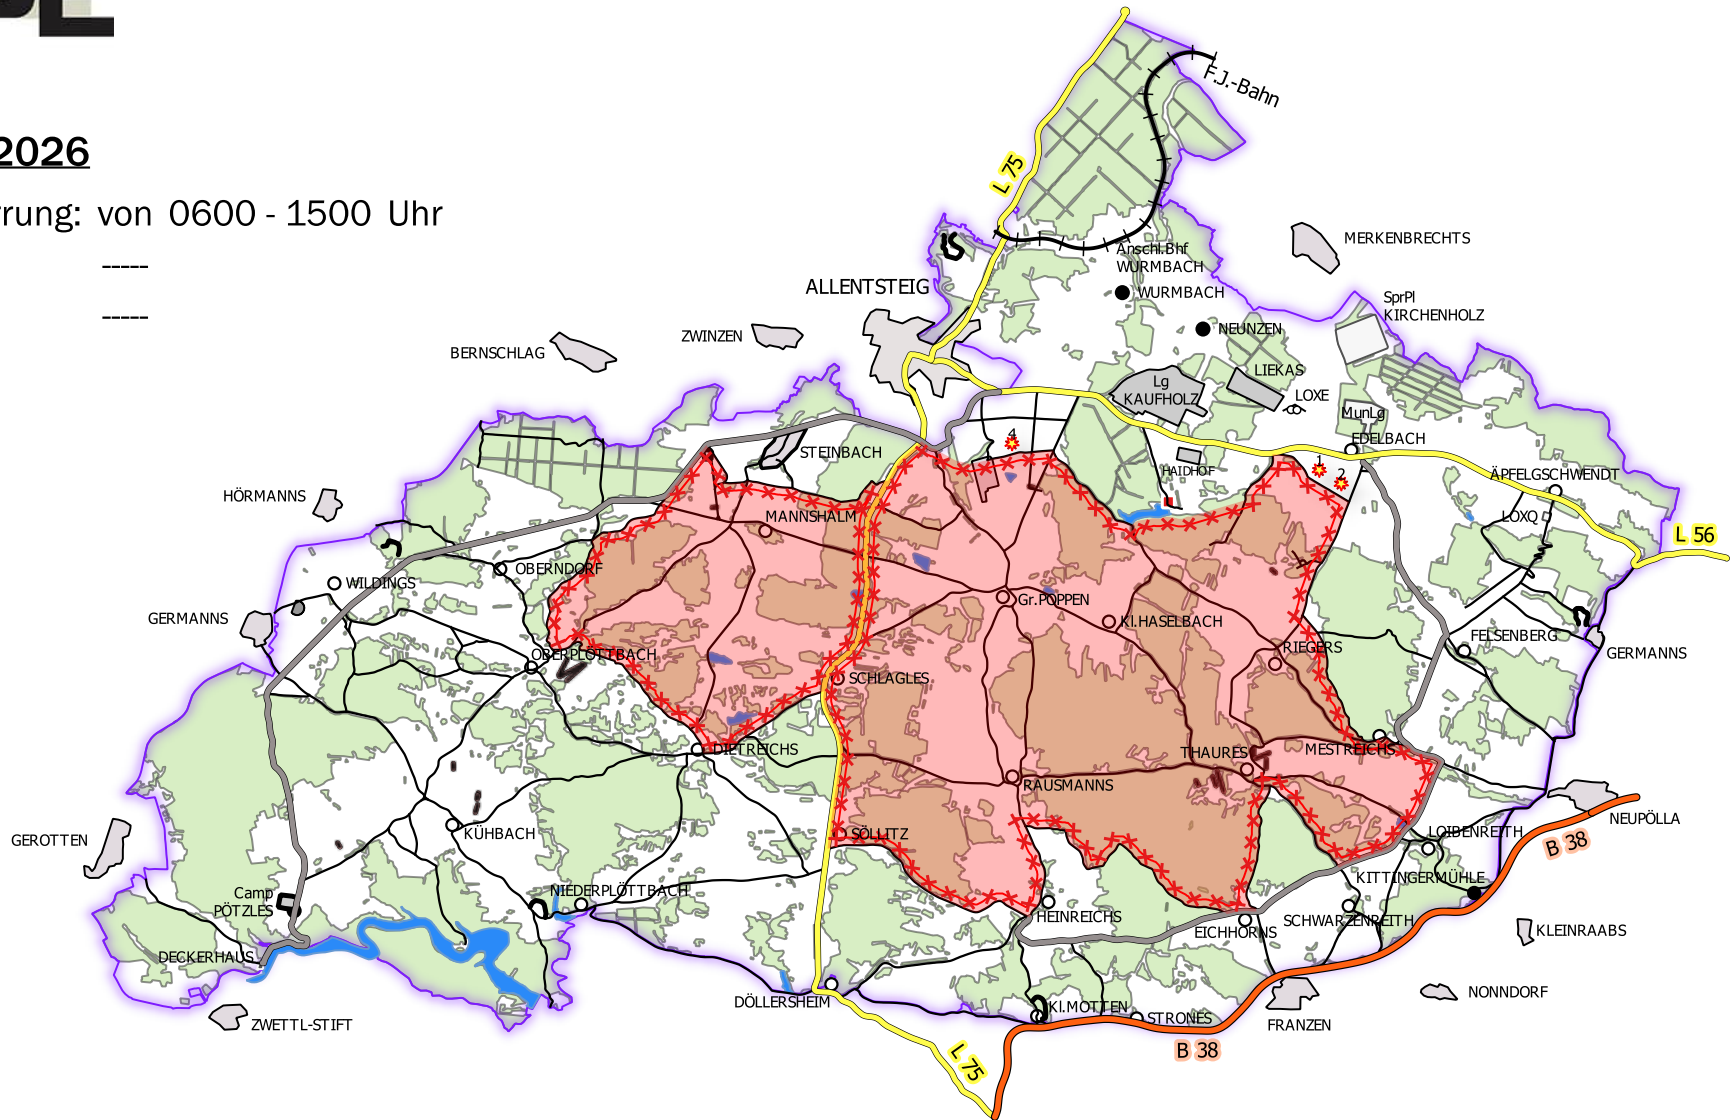 2026
rrung: von 0600 - 1500 Uhr
-----
-----
F.J.-Bahn
L 75
MERKENBRECHTS
Anschl.Bhf
WURMBACH
WURMBACH
ALLENTSTEIG
SprPl
KIRCHENHOLZ
NEUNZEN
ZWINZEN
BERNSCHLAG
LIEKAS
Lg
KAUFHOLZ
LOXE
MunLg
EDELBACH
4
STEINBACH
1
2
HAIDHOF
ÄPFELGSCHWENDT
HÖRMANNS
MANNSHALM
LOXQ
L 56
OBERNDORF
WILDINGS
Gr.POPPEN
GERMANNS
Kl.HASELBACH
FELSENBERG
RIEGERS
GERMANNS
OBERPLÖTTBACH
SCHLAGLES
DIETREICHS
MESTREICHS
THAURES
RAUSMANNS
NEUPÖLLA
KÜHBACH
SÖLLITZ
LOIBENREITH
B 38
GEROTTEN
KITTINGERMÜHLE
NIEDERPLÖTTBACH
Camp
PÖTZLES
HEINREICHS
SCHWARZENREITH
EICHHORNS
KLEINRAABS
DECKERHAUS
NONNDORF
DÖLLERSHEIM
Kl.MOTTEN
STRONES
FRANZEN
ZWETTL-STIFT
B 38
L 75